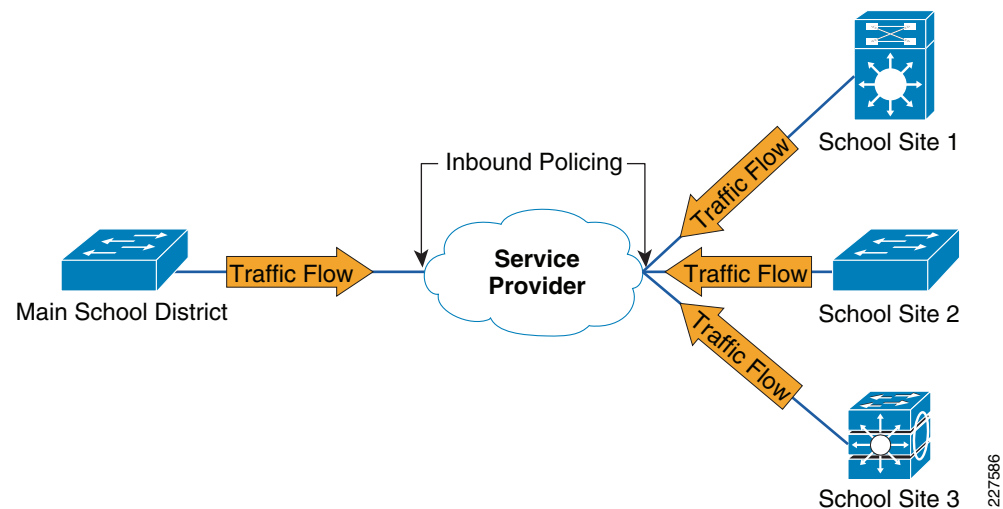 School Site 1
Inbound Policing
Traffic Flow
Service
Provider
Traffic Flow
Traffic Flow
Main School District
School Site 2
Traffic Flow
School Site 3
227586